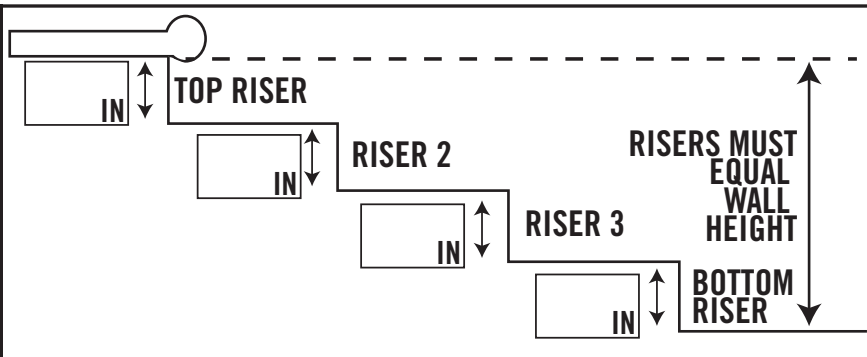 IN
TOP RISER
IN
RISER 2
RISERS MUST
EQUAL
WALL
HEIGHT
IN
RISER 3
IN
BOTTOM
RISER